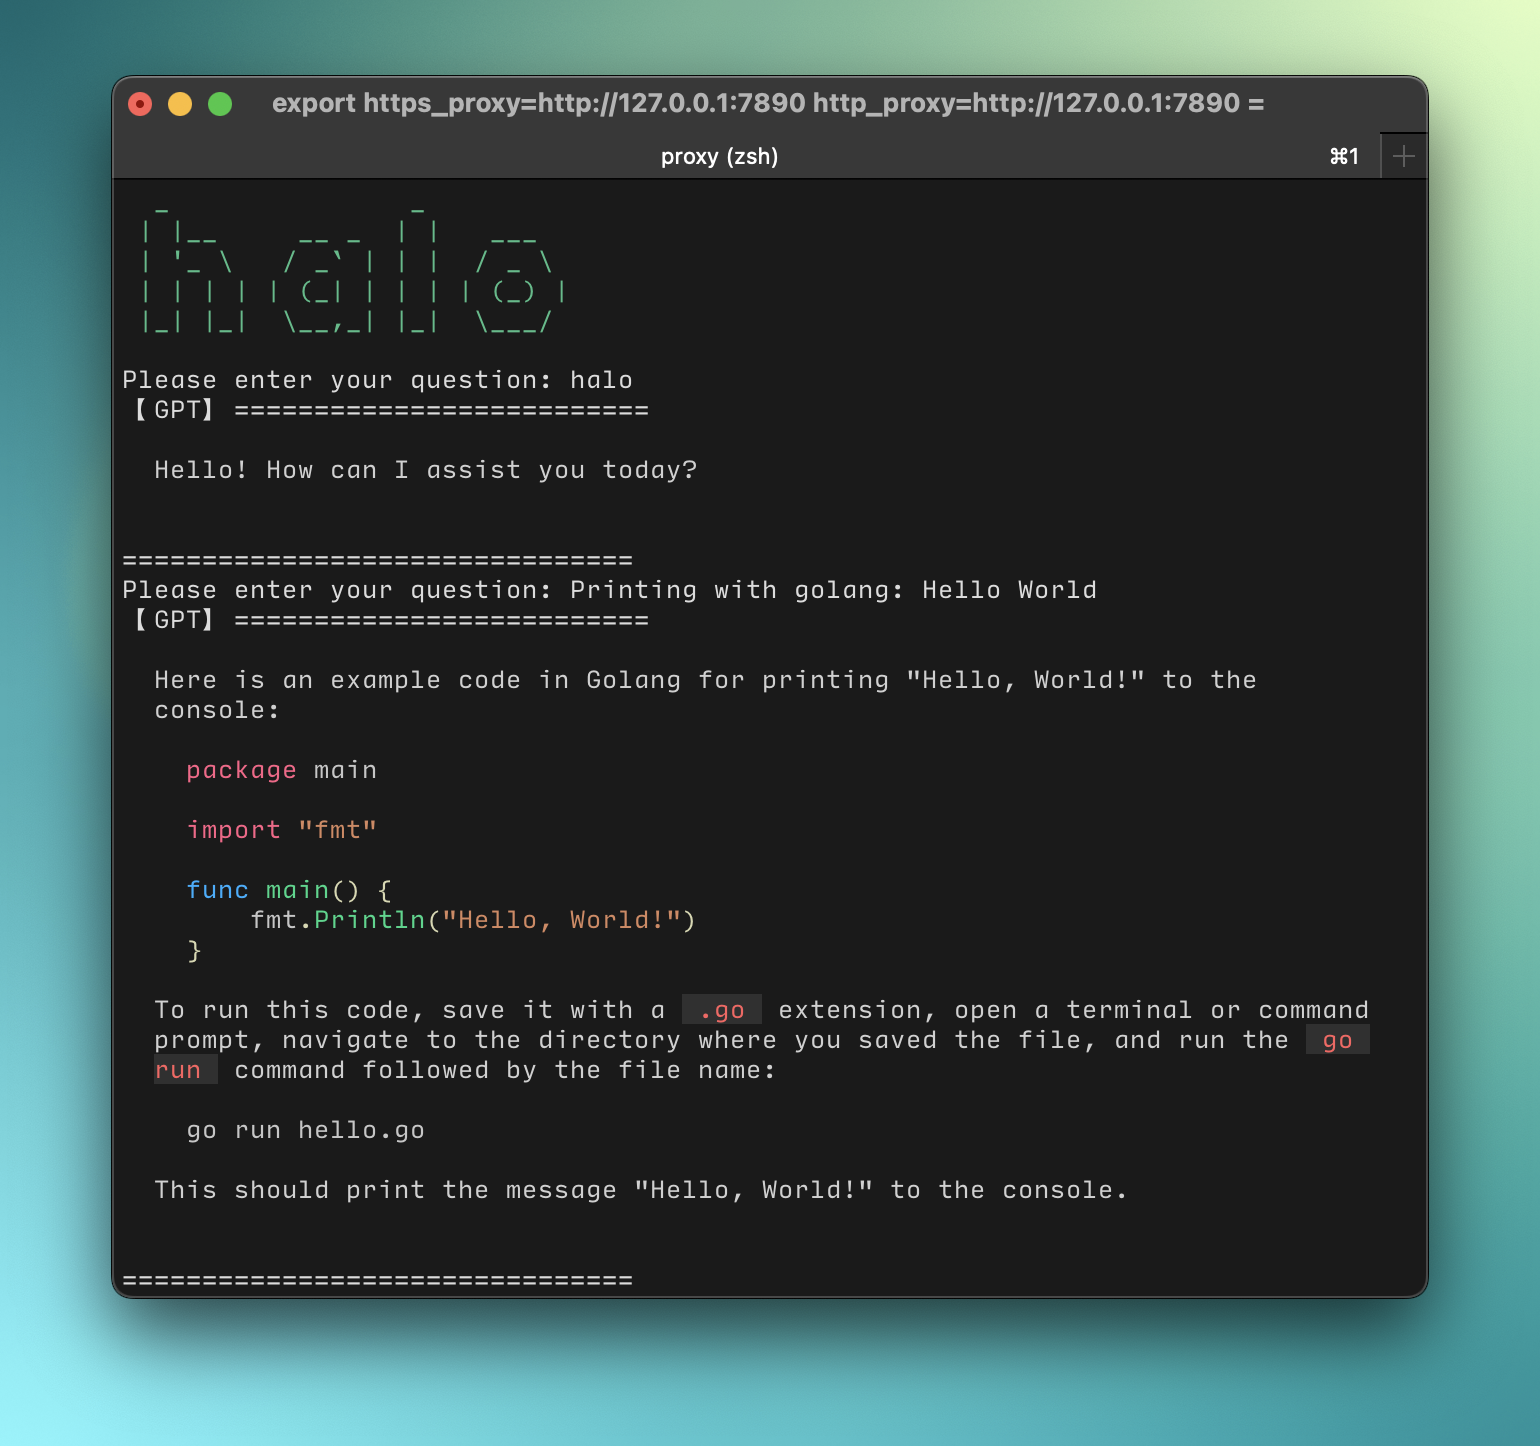 export https_proxy=http://127.0.0.1:7890 http_proxy=http://127.0.0.1:7890 =
proxy (zsh) ⌘1
halo
Please enter your question: halo
【GPT】==========================
Hello! How can I assist you today?
================================
Please enter your question: Printing with golang: Hello World
【GPT】==========================
Here is an example code in Golang for printing "Hello, World!" to the
console:
package main
import "fmt"
func main() {
    fmt.Println("Hello, World!")
}
To run this code, save it with a .go extension, open a terminal or command
prompt, navigate to the directory where you saved the file, and run the go
run command followed by the file name:
go run hello.go
This should print the message "Hello, World!" to the console.
================================